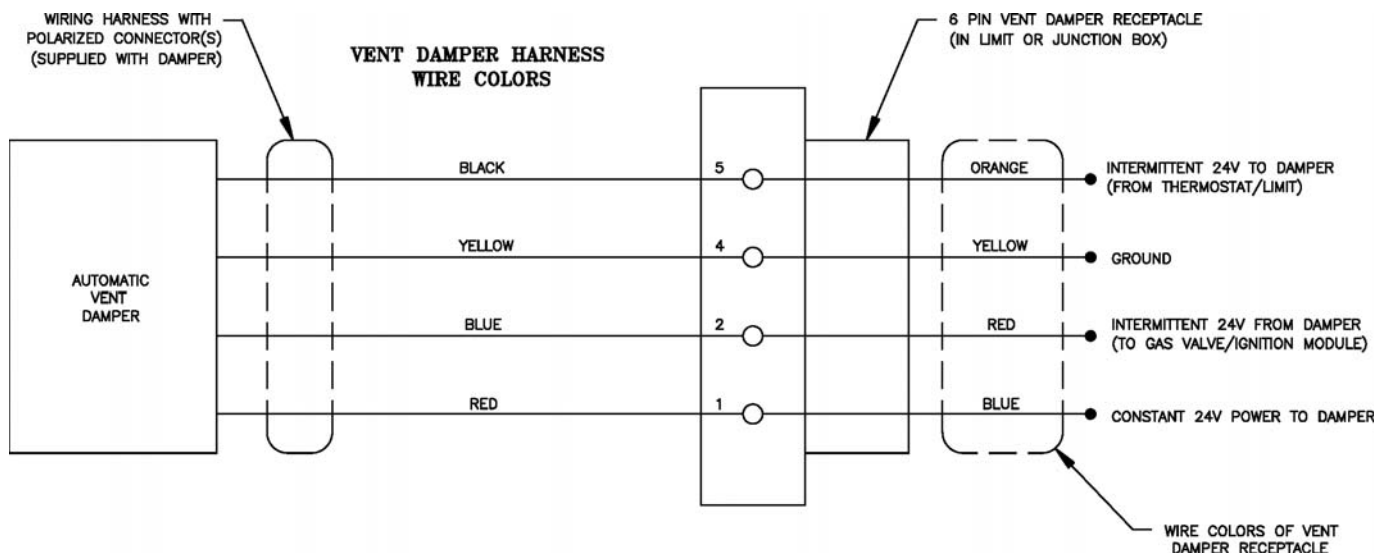 WIRING HARNESS WITH
POLARIZED CONNECTOR(S)
(SUPPLIED WITH DAMPER)
VENT DAMPER HARNESS
WIRE COLORS
6 PIN VENT DAMPER RECEPTACLE
(IN LIMIT OR JUNCTION BOX)
BLACK
5
ORANGE
INTERMITTENT 24V TO DAMPER
(FROM THERMOSTAT/LIMIT)
YELLOW
4
YELLOW
GROUND
AUTOMATIC
VENT
DAMPER
BLUE
2
RED
INTERMITTENT 24V FROM DAMPER
(TO GAS VALVE/IGNITION MODULE)
RED
1
BLUE
CONSTANT 24V POWER TO DAMPER
WIRE COLORS OF VENT
DAMPER RECEPTACLE